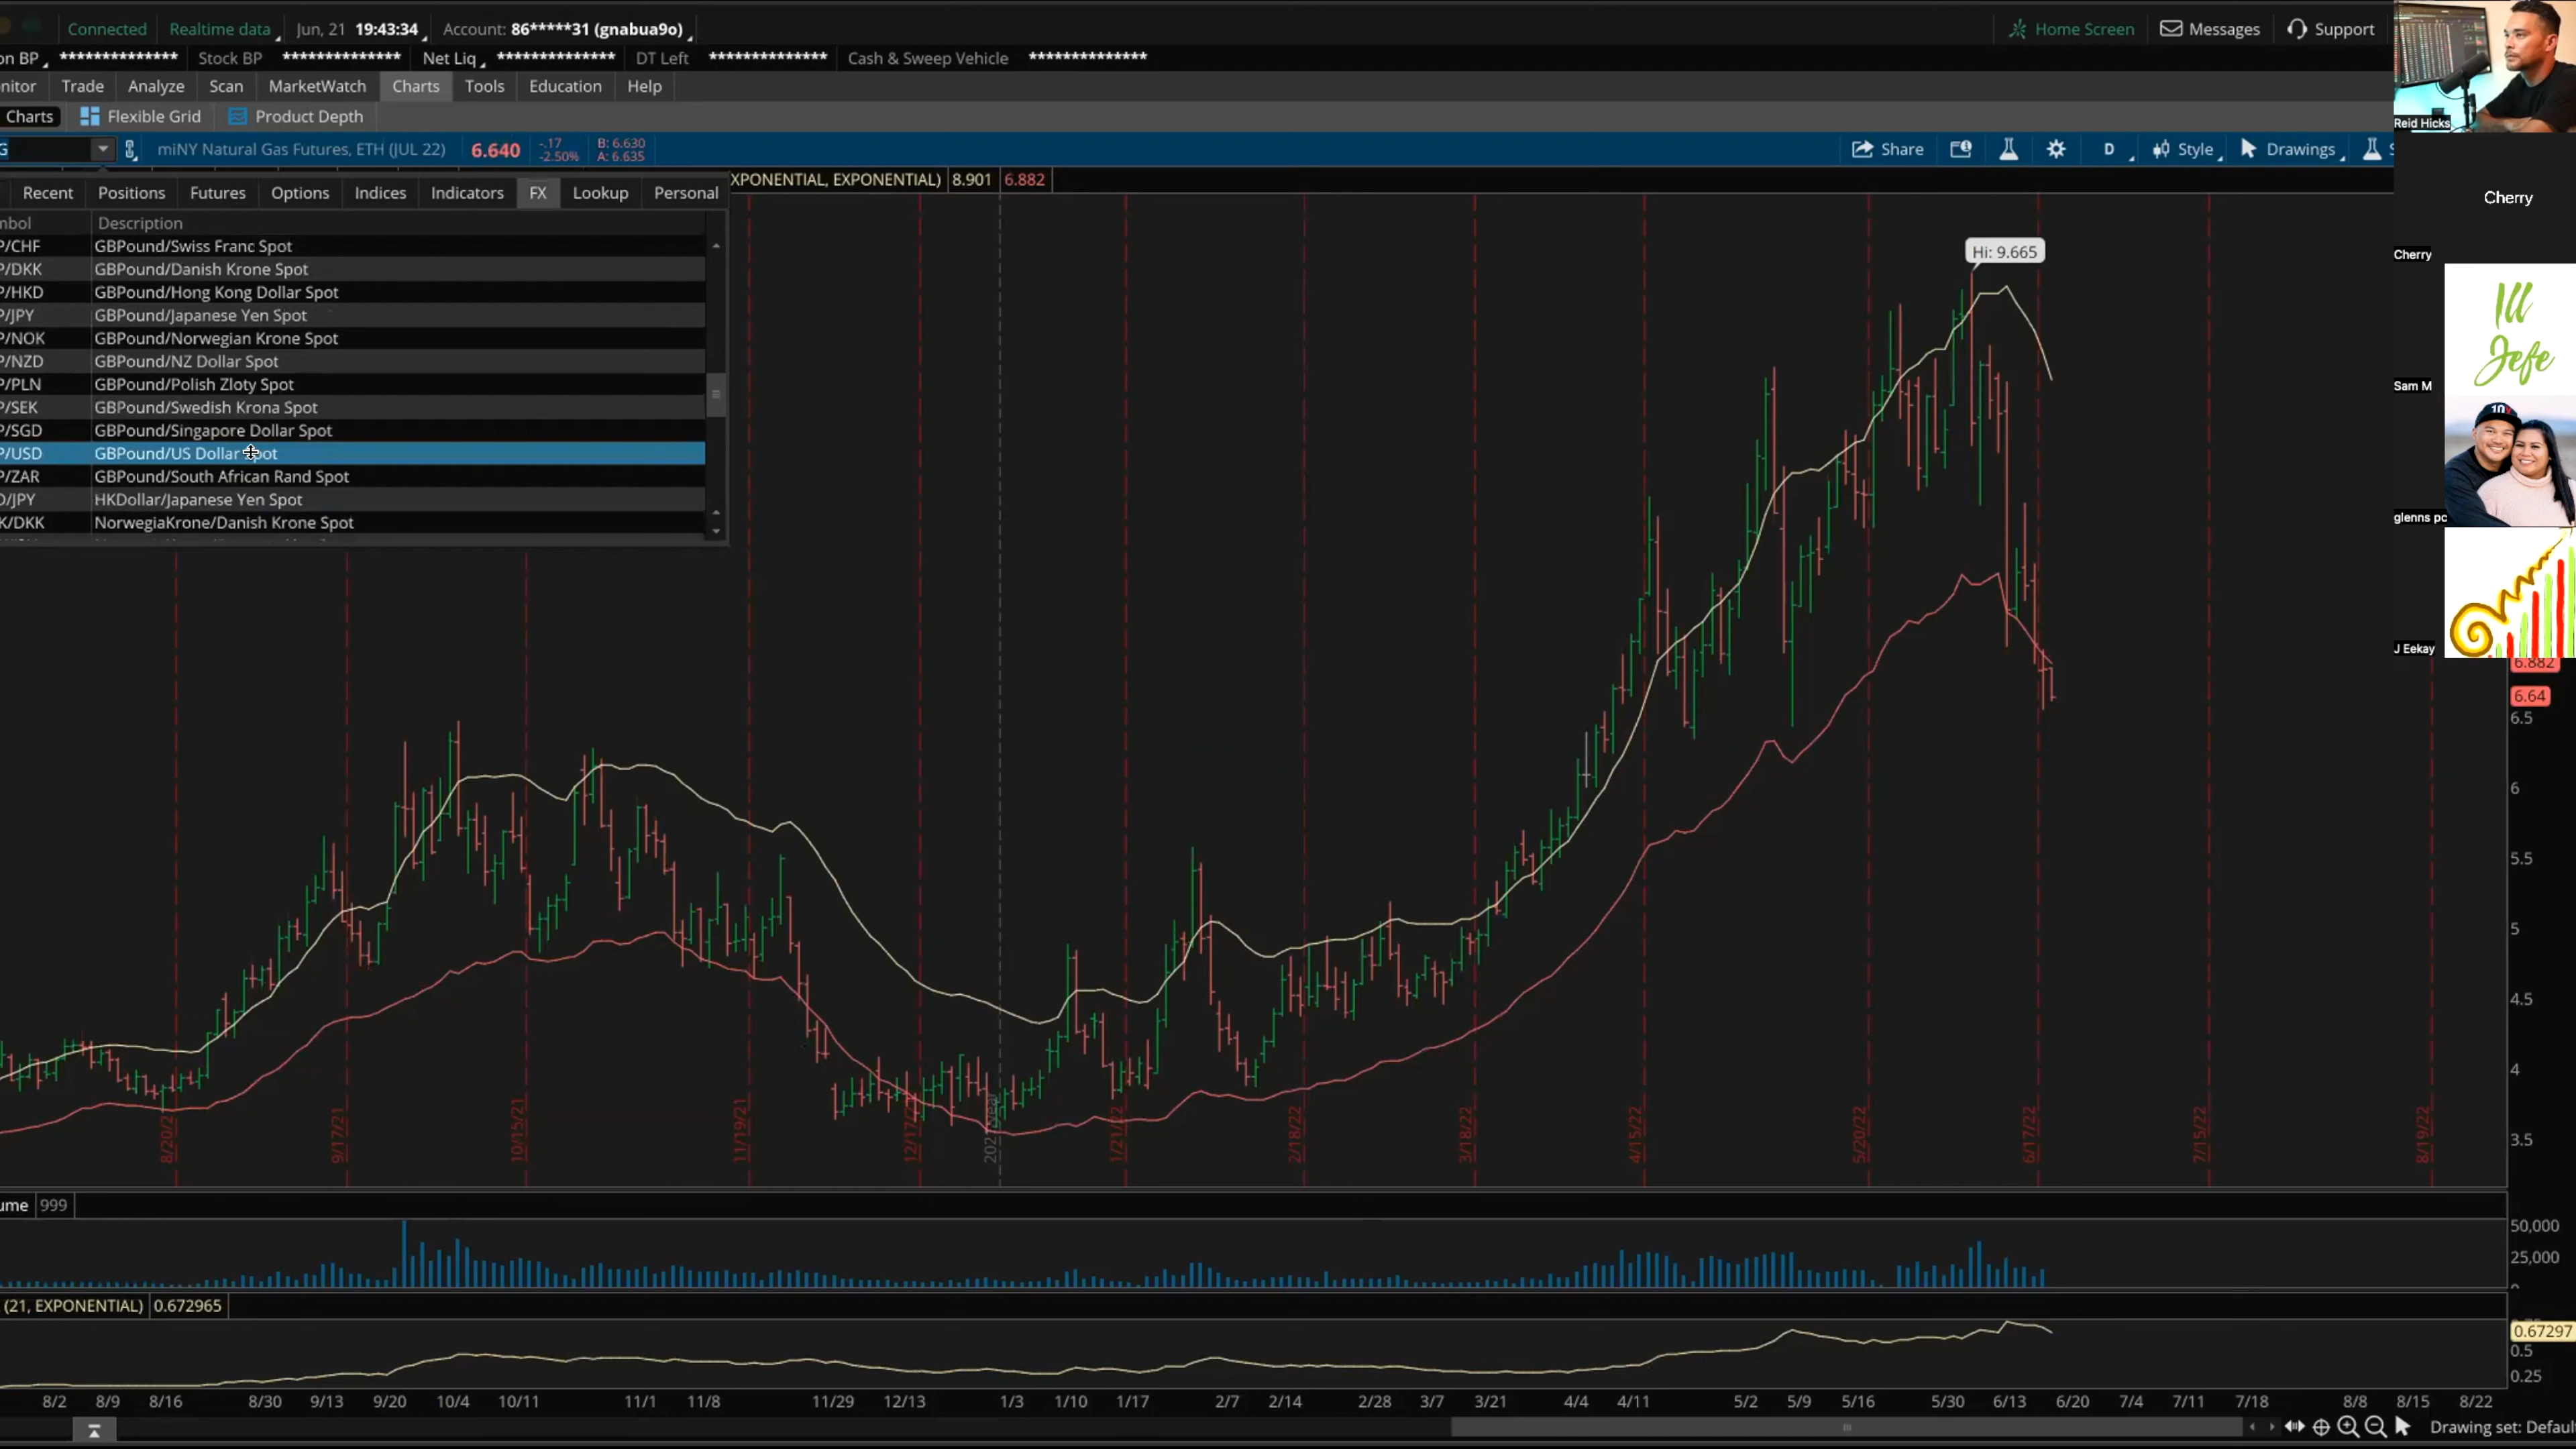 Connected Realtime data Jun, 21 19:43:34 Account: 86*****31 (gnabua9o) Home Screen Messages Support
on BP ************** Stock BP ************** Net Liq ************** DT Left ************** Cash & Sweep Vehicle **************
nitor Trade Analyze Scan MarketWatch Charts Tools Education Help
Charts Flexible Grid Product Depth
G miNY Natural Gas Futures, ETH (JUL 22) 6.640 -.17 B: 6.630
-2.50% A: 6.635
Share D Style Drawings S
XPONENTIAL, EXPONENTIAL) 8.901 6.882
Recent Positions Futures Options Indices Indicators FX Lookup Personal
mbol Description
P/CHF GBPound/Swiss Franc Spot
P/DKK GBPound/Danish Krone Spot
P/HKD GBPound/Hong Kong Dollar Spot
P/JPY GBPound/Japanese Yen Spot
P/NOK GBPound/Norwegian Krone Spot
P/NZD GBPound/NZ Dollar Spot
P/PLN GBPound/Polish Zloty Spot
P/SEK GBPound/Swedish Krona Spot
P/SGD GBPound/Singapore Dollar Spot
P/USD GBPound/US Dollar Spot
P/ZAR GBPound/South African Rand Spot
D/JPY HKDollar/Japanese Yen Spot
K/DKK NorwegiaKrone/Danish Krone Spot
Hi: 9.665
Reid Hicks
Cherry
Cherry
Ill
Jefe
Sam M
10X
glenns pc
J Eekay
6.882
6.64
6.5
6
5.5
5
4.5
4
3.5
8/20/21 9/17/21 10/15/21 11/19/21 12/17/2 202 year 1/21/22 2/18/22 3/18/22 4/15/22 5/20/22 6/17/22 7/15/22 8/19/22
ume 999
50,000
25,000
(21, EXPONENTIAL) 0.672965
0.67297
0.5
0.25
8/2 8/9 8/16 8/30 9/13 9/20 10/4 10/11 11/1 11/8 11/29 12/13 1/3 1/10 1/17 2/7 2/14 2/28 3/7 3/21 4/4 4/11 5/2 5/9 5/16 5/30 6/13 6/20 7/4 7/11 7/18 8/8 8/15 8/22
Drawing set: Defaul